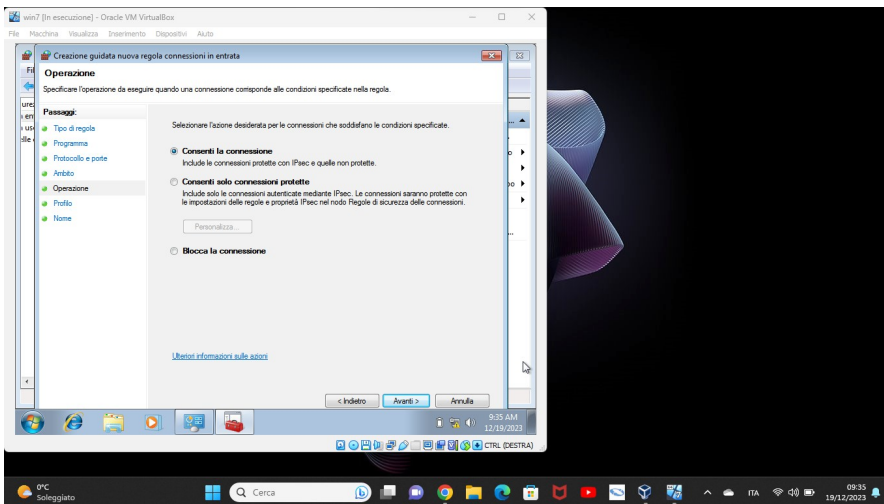 win7 [In esecuzione] - Oracle VM VirtualBox
File Macchina Visualizza Inserimento Dispositivi Aiuto
Creazione guidata nuova regola connessioni in entrata
Operazione
Specificare l'operazione da eseguire quando una connessione corrisponde alle condizioni specificate nella regola.
Passaggi:
Tipo di regola
Programma
Protocollo e porte
Ambito
Operazione
Profilo
Nome
Selezionare l'azione desiderata per le connessioni che soddisfano le condizioni specificate.
Consenti la connessione
Include le connessioni protette con IPsec e quelle non protette.
Consenti solo connessioni protette
Include solo le connessioni autenticate mediante IPsec. Le connessioni saranno protette con
le impostazioni delle regole e proprietà IPsec nel nodo Regole di sicurezza delle connessioni.
Personalizza...
Blocca la connessione
Ulteriori informazioni sulle azioni
< Indietro Avanti > Annulla
9:35 AM
12/19/2023
CTRL (DESTRA)
0°C
Soleggiato
Cerca
ITA
09:35
19/12/2023